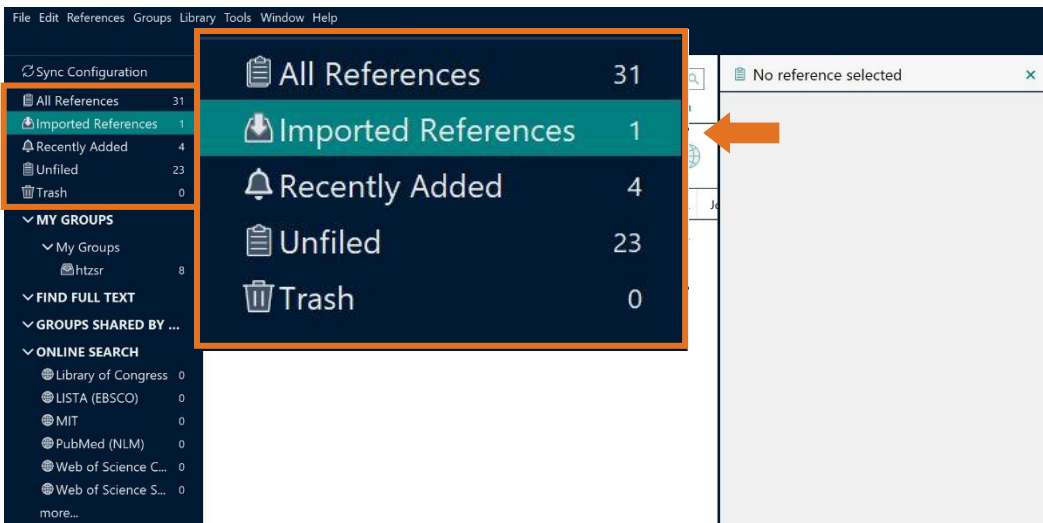 File Edit References Groups Library Tools Window Help
Sync Configuration
All References 31
Imported References 1
Recently Added 4
Unfiled 23
Trash 0
MY GROUPS
My Groups
htzsr 8
FIND FULL TEXT
GROUPS SHARED BY ...
ONLINE SEARCH
Library of Congress 0
LISTA (EBSCO) 0
MIT 0
PubMed (NLM) 0
Web of Science C... 0
Web of Science S... 0
more...
All References 31
Imported References 1
Recently Added 4
Unfiled 23
Trash 0
No reference selected